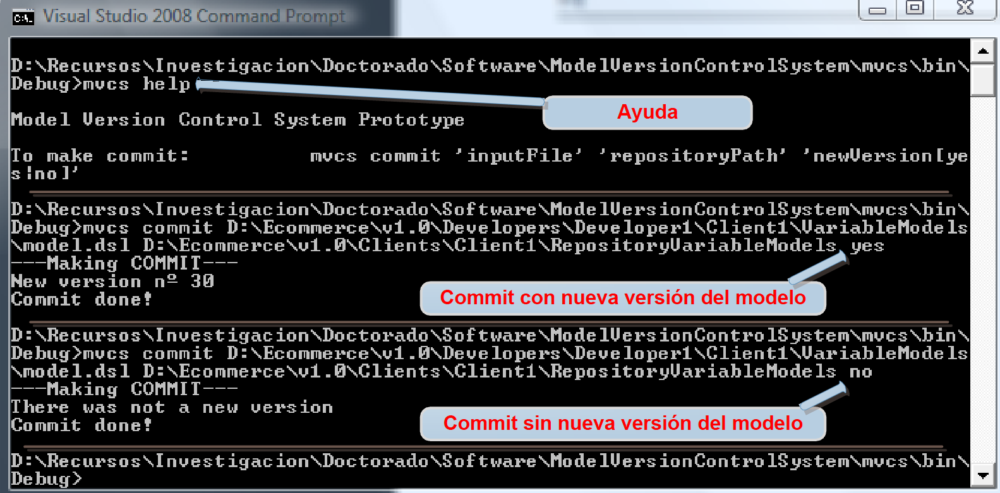 Visual Studio 2008 Command Prompt
D:\Recursos\Investigacion\Doctorado\Software\ModelVersionControlSystem\mvcs\bin\
Debug>mvcs help
Ayuda
Model Version Control System Prototype
To make commit: mvcs commit 'inputFile' 'repositoryPath' 'newVersion[ye
s|no]'
D:\Recursos\Investigacion\Doctorado\Software\ModelVersionControlSystem\mvcs\bin\
Debug>mvcs commit D:\Ecommerce\v1.0\Developers\Developer1\Client1\VariableModels
\model.dsl D:\Ecommerce\v1.0\Clients\Client1\RepositoryVariableModels yes
---Making COMMIT---
New version nº 30
Commit done!
Commit con nueva versión del modelo
D:\Recursos\Investigacion\Doctorado\Software\ModelVersionControlSystem\mvcs\bin\
Debug>mvcs commit D:\Ecommerce\v1.0\Developers\Developer1\Client1\VariableModels
\model.dsl D:\Ecommerce\v1.0\Clients\Client1\RepositoryVariableModels no
---Making COMMIT---
There was not a new version
Commit done!
Commit sin nueva versión del modelo
D:\Recursos\Investigacion\Doctorado\Software\ModelVersionControlSystem\mvcs\bin\
Debug>